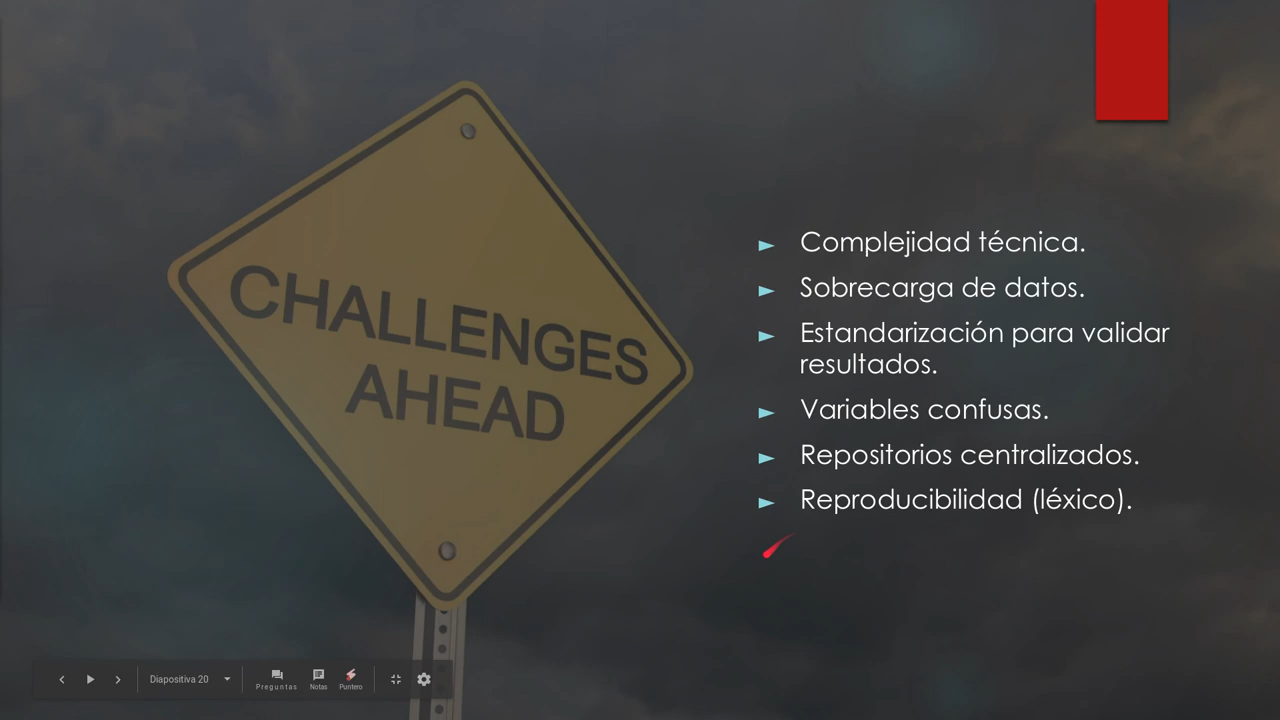 CHALLENGES
AHEAD
Complejidad técnica.
Sobrecarga de datos.
Estandarización para validar
resultados.
Variables confusas.
Repositorios centralizados.
Reproducibilidad (léxico).
Diapositiva 20
Preguntas
Notas
Puntero